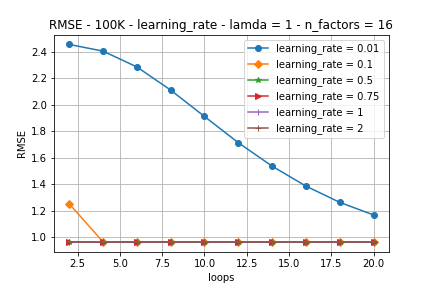 RMSE - 100K - learning_rate - lamda = 1 - n_factors = 16
learning_rate = 0.01
learning_rate = 0.1
learning_rate = 0.5
learning_rate = 0.75
learning_rate = 1
learning_rate = 2
RMSE
2.4
2.2
2.0
1.8
1.6
1.4
1.2
1.0
2.5 5.0 7.5 10.0 12.5 15.0 17.5 20.0
loops